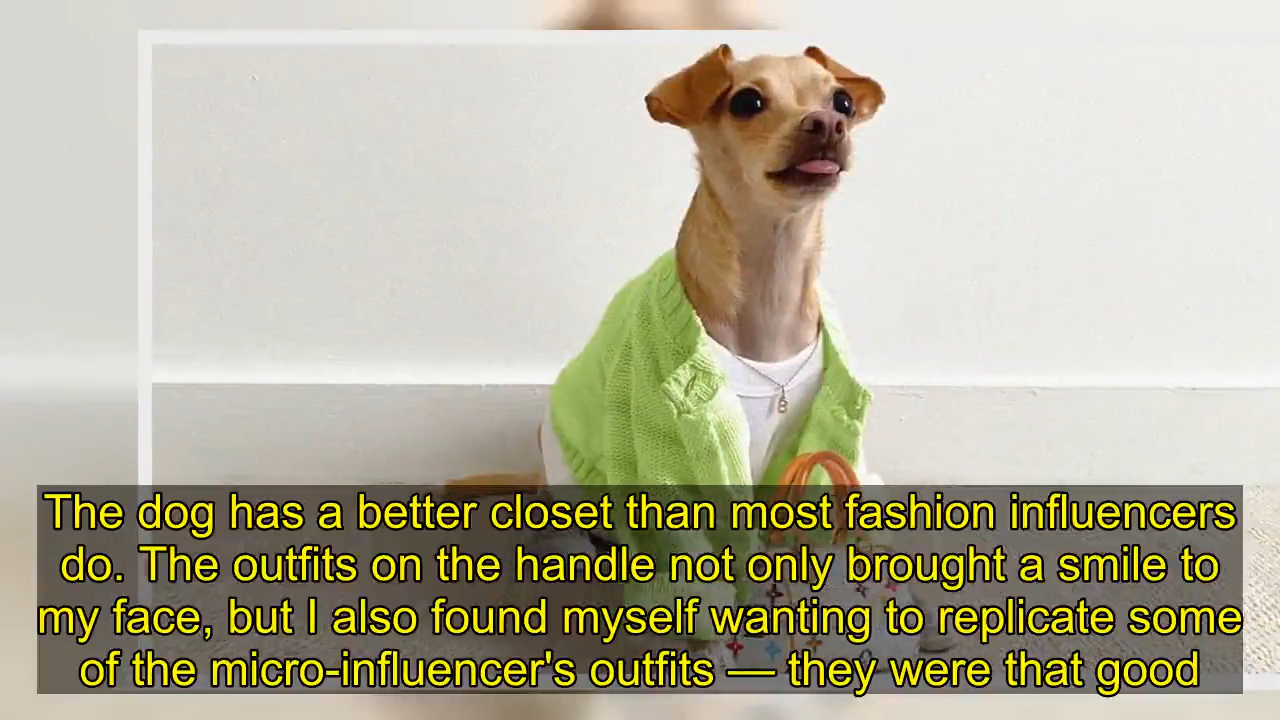 The dog has a better closet than most fashion influencers
do. The outfits on the handle not only brought a smile to
my face, but I also found myself wanting to replicate some
of the micro-influencer's outfits — they were that good
B